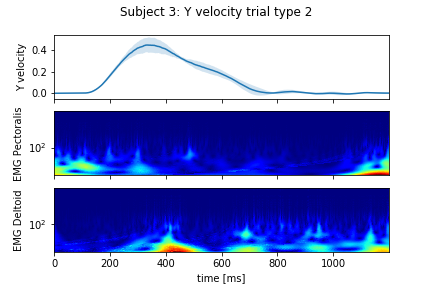 Subject 3: Y velocity trial type 2
Y velocity
0.4
0.2
0.0
EMG Pectoralis
10²
EMG Deltoid
10²
0 200 400 600 800 1000
time [ms]